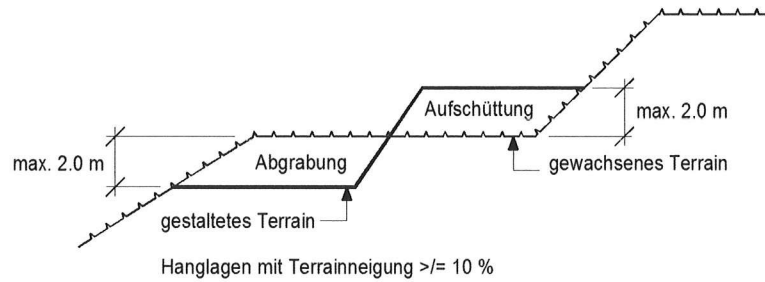 Aufschüttung
max. 2.0 m
max. 2.0 m
Abgrabung
gewachsenes Terrain
gestaltetes Terrain
Hanglagen mit Terrainneigung >/= 10 %